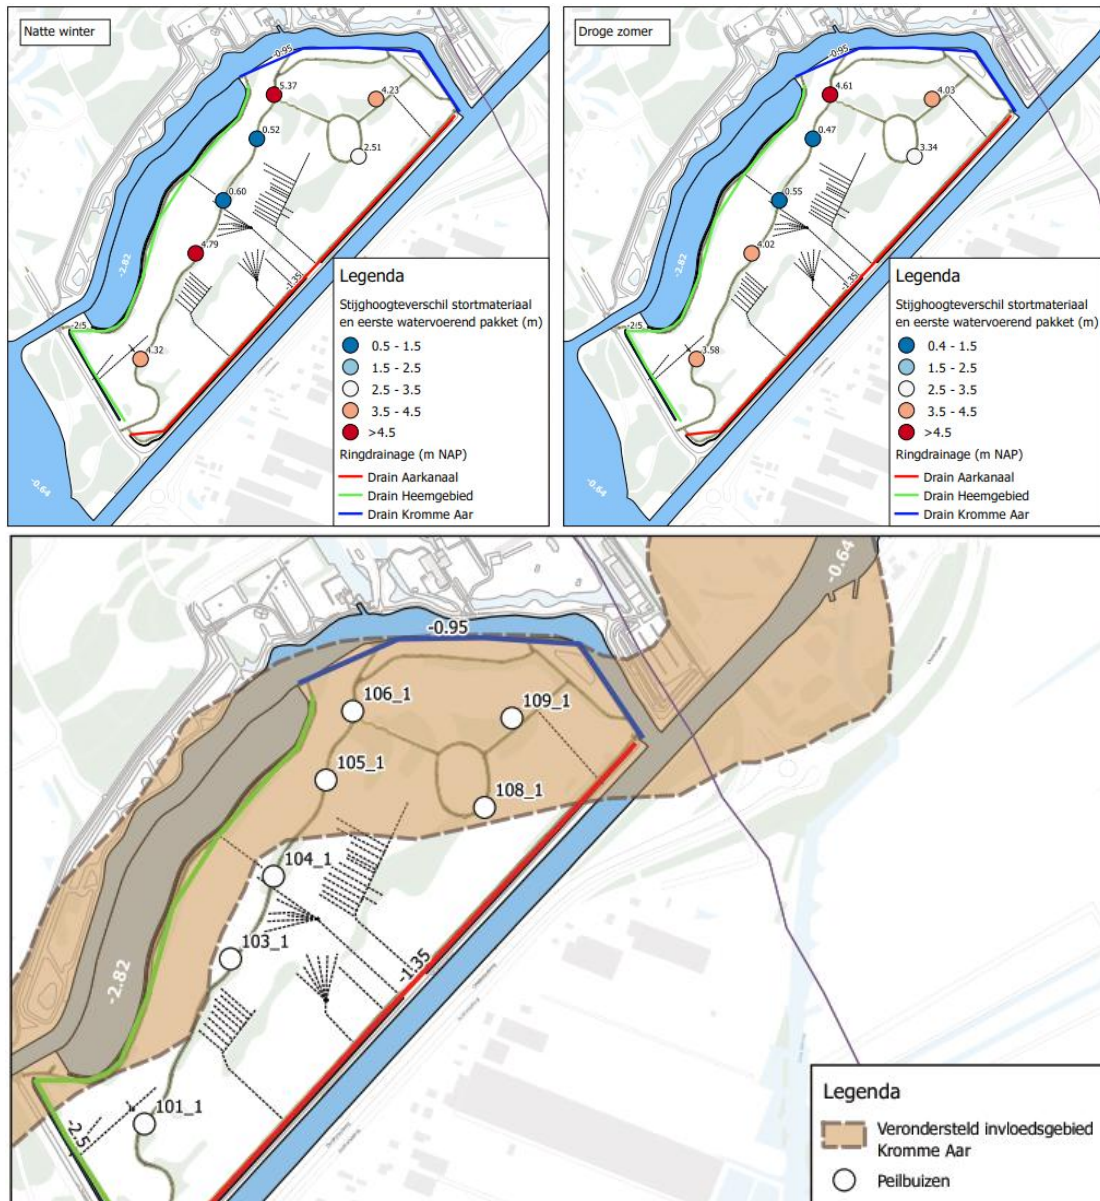 Natte winter
-0.95
5.37
4.23
0.52
2.51
0.60
4.79
-2.82
-1.35
-2.5
4.32
-0.64
Legenda
Stijghoogteverschil stortmateriaal
en eerste watervoerend pakket (m)
0.5 - 1.5
1.5 - 2.5
2.5 - 3.5
3.5 - 4.5
>4.5
Ringdrainage (m NAP)
Drain Aarkanaal
Drain Heemgebied
Drain Kromme Aar
Droge zomer
-0.95
4.61
4.03
0.47
3.34
0.55
4.02
-2.82
-1.35
-2.5
3.58
-0.64
Legenda
Stijghoogteverschil stortmateriaal
en eerste watervoerend pakket (m)
0.4 - 1.5
1.5 - 2.5
2.5 - 3.5
3.5 - 4.5
>4.5
Ringdrainage (m NAP)
Drain Aarkanaal
Drain Heemgebied
Drain Kromme Aar
-0.64
-0.95
106_1
109_1
105_1
108_1
104_1
103_1
-1.35
-2.82
101_1
-2.5
Legenda
Verondersteld invloedsgebied
Kromme Aar
Peilbuizen